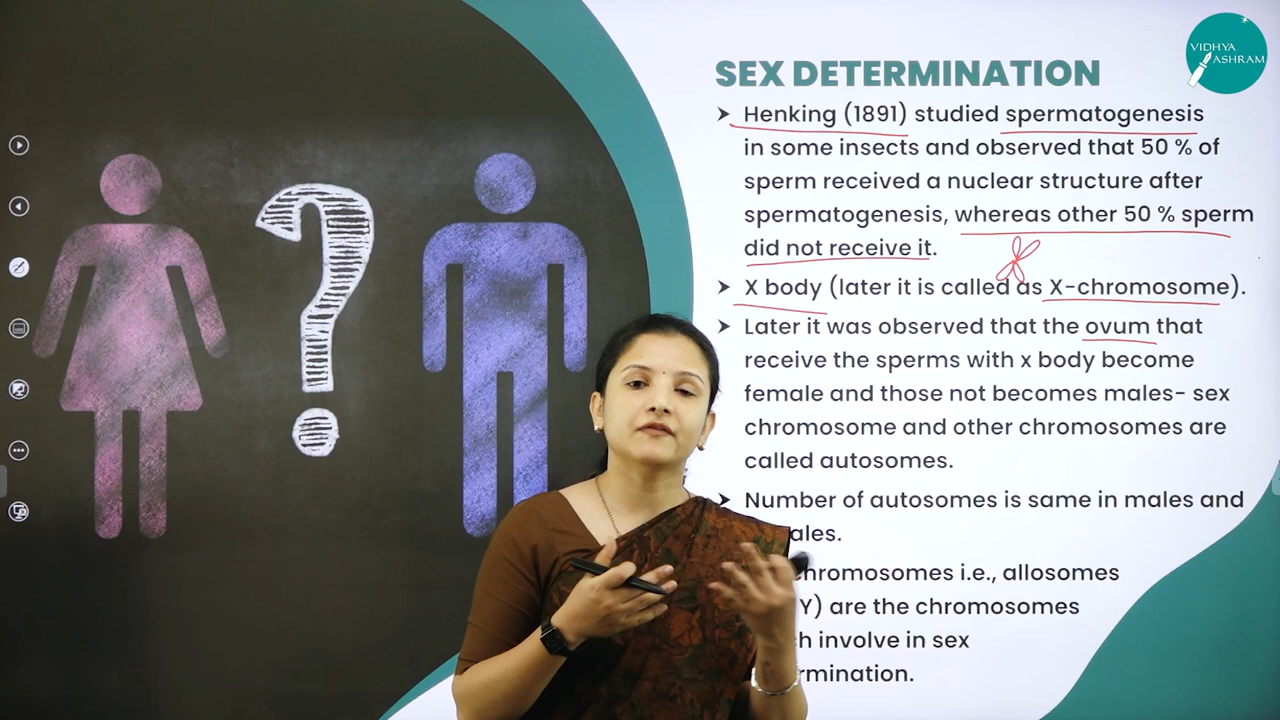 VIDHYA
ASHRAM
SEX DETERMINATION
➤ Henking (1891) studied spermatogenesis
in some insects and observed that 50 % of
sperm received a nuclear structure after
spermatogenesis, whereas other 50 % sperm
did not receive it.
➤ X body (later it is called as X-chromosome).
➤ Later it was observed that the ovum that
receive the sperms with x body become
female and those not becomes males- sex
chromosome and other chromosomes are
called autosomes.
➤ Number of autosomes is same in males and
ales.
hromosomes i.e., allosomes
Y) are the chromosomes
h involve in sex
rmination.
?